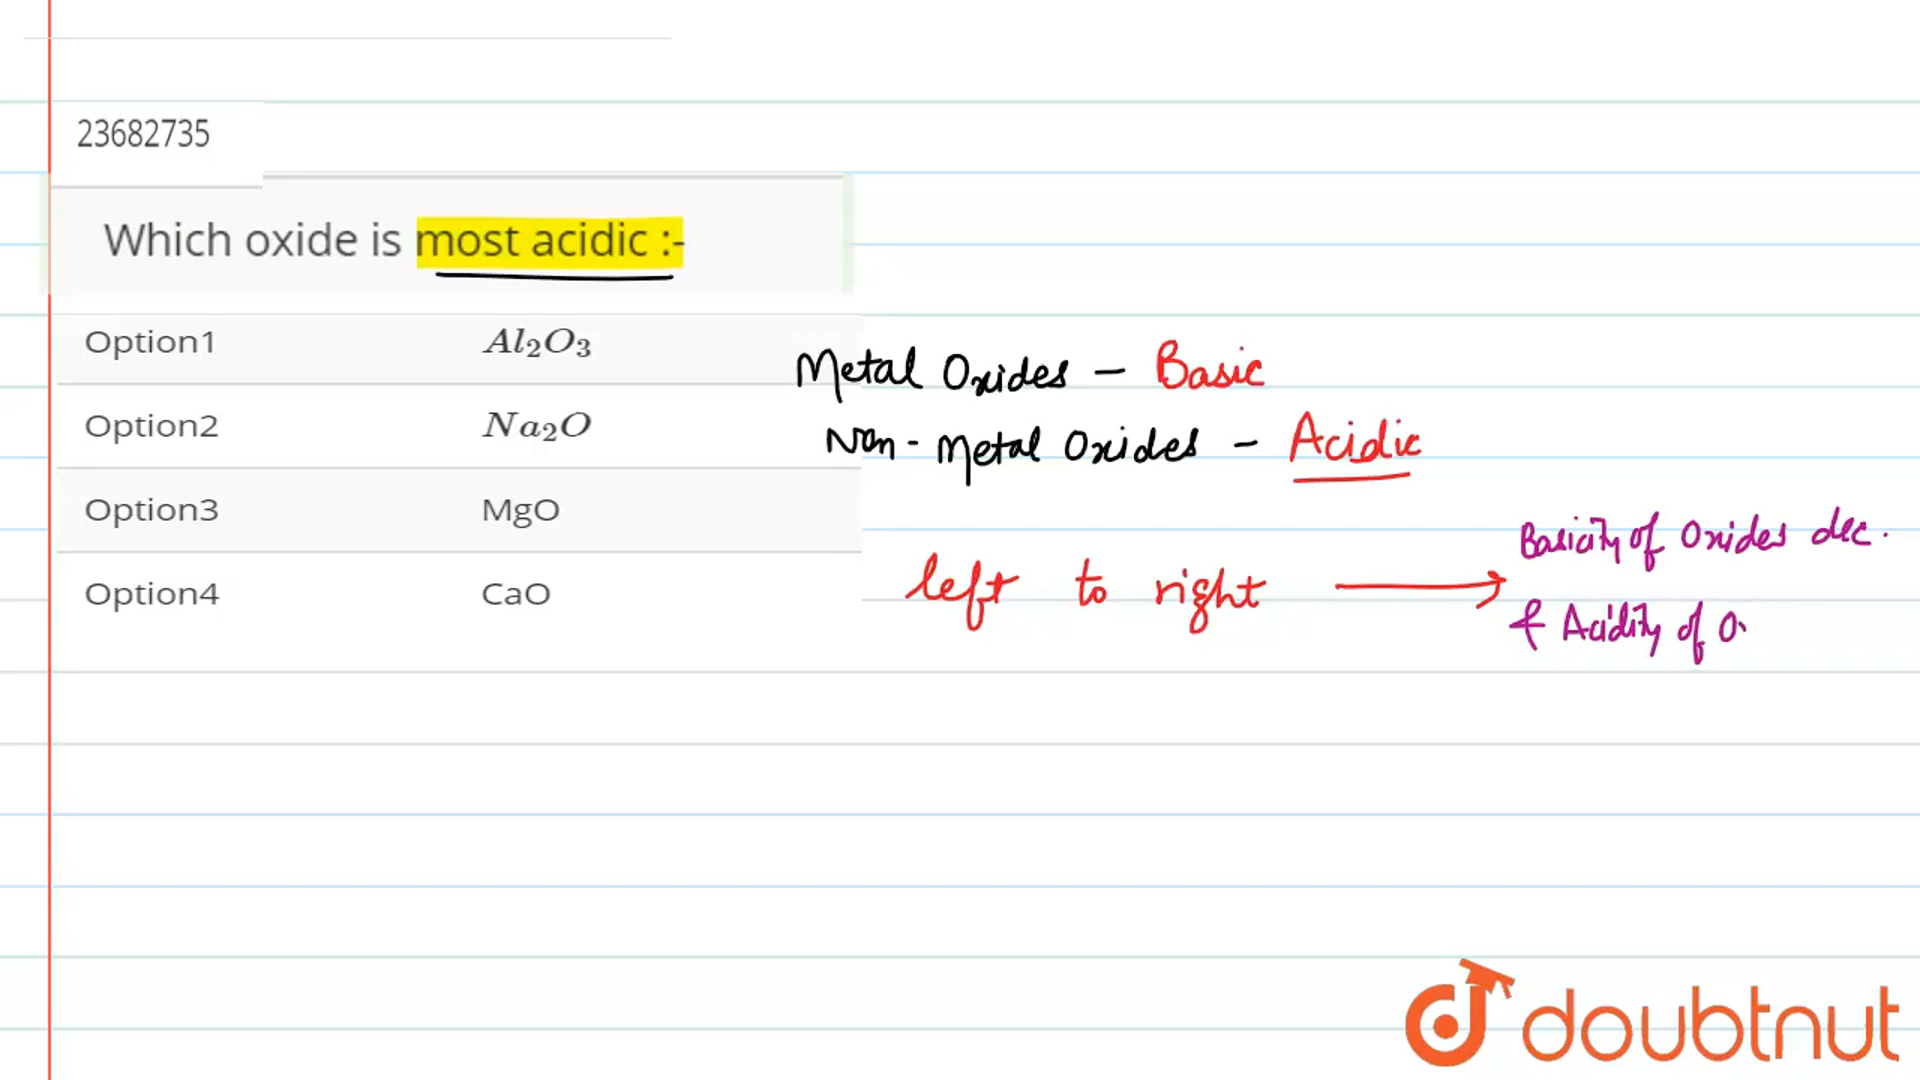 23682735
Which oxide is most acidic :-
Option1 Al₂O₃
Option2 Na₂O
Option3 MgO
Option4 CaO
Metal Oxides - Basic
Non-Metal Oxides - Acidic
left to right → Basicity of Oxides dec.
& Acidity of O
doubtnut